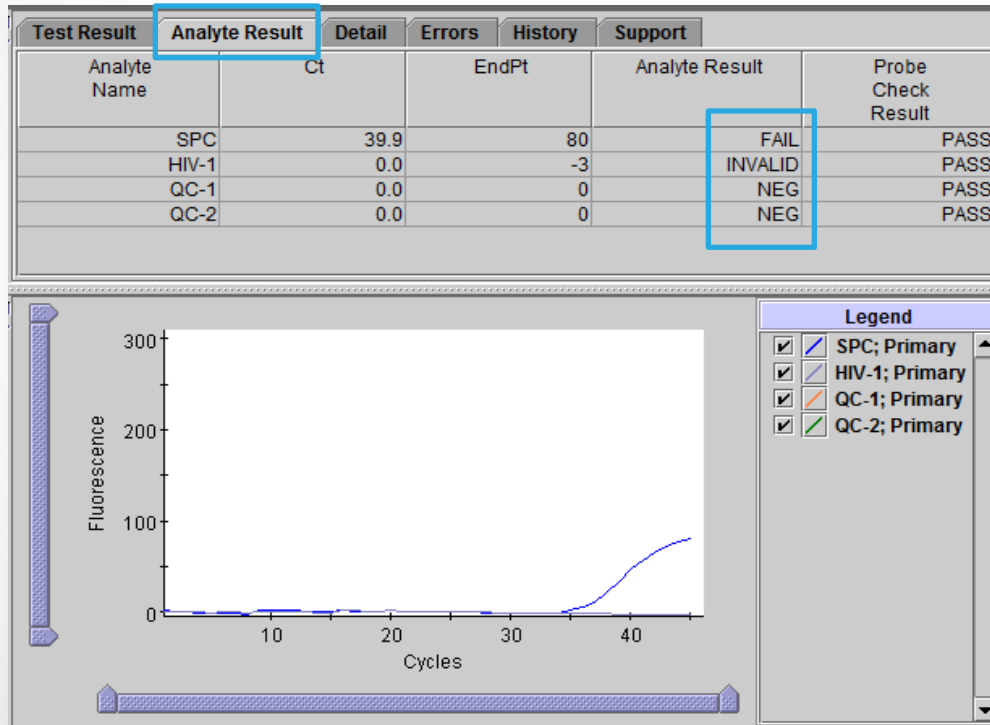 Test Result Analyte Result Detail Errors History Support
Analyte Name Ct EndPt Analyte Result Probe Check Result
SPC 39.9 80 FAIL PASS
HIV-1 0.0 -3 INVALID PASS
QC-1 0.0 0 NEG PASS
QC-2 0.0 0 NEG PASS
Legend
SPC; Primary
HIV-1; Primary
QC-1; Primary
QC-2; Primary
Fluorescence
300
200
100
0
10 20 30 40
Cycles